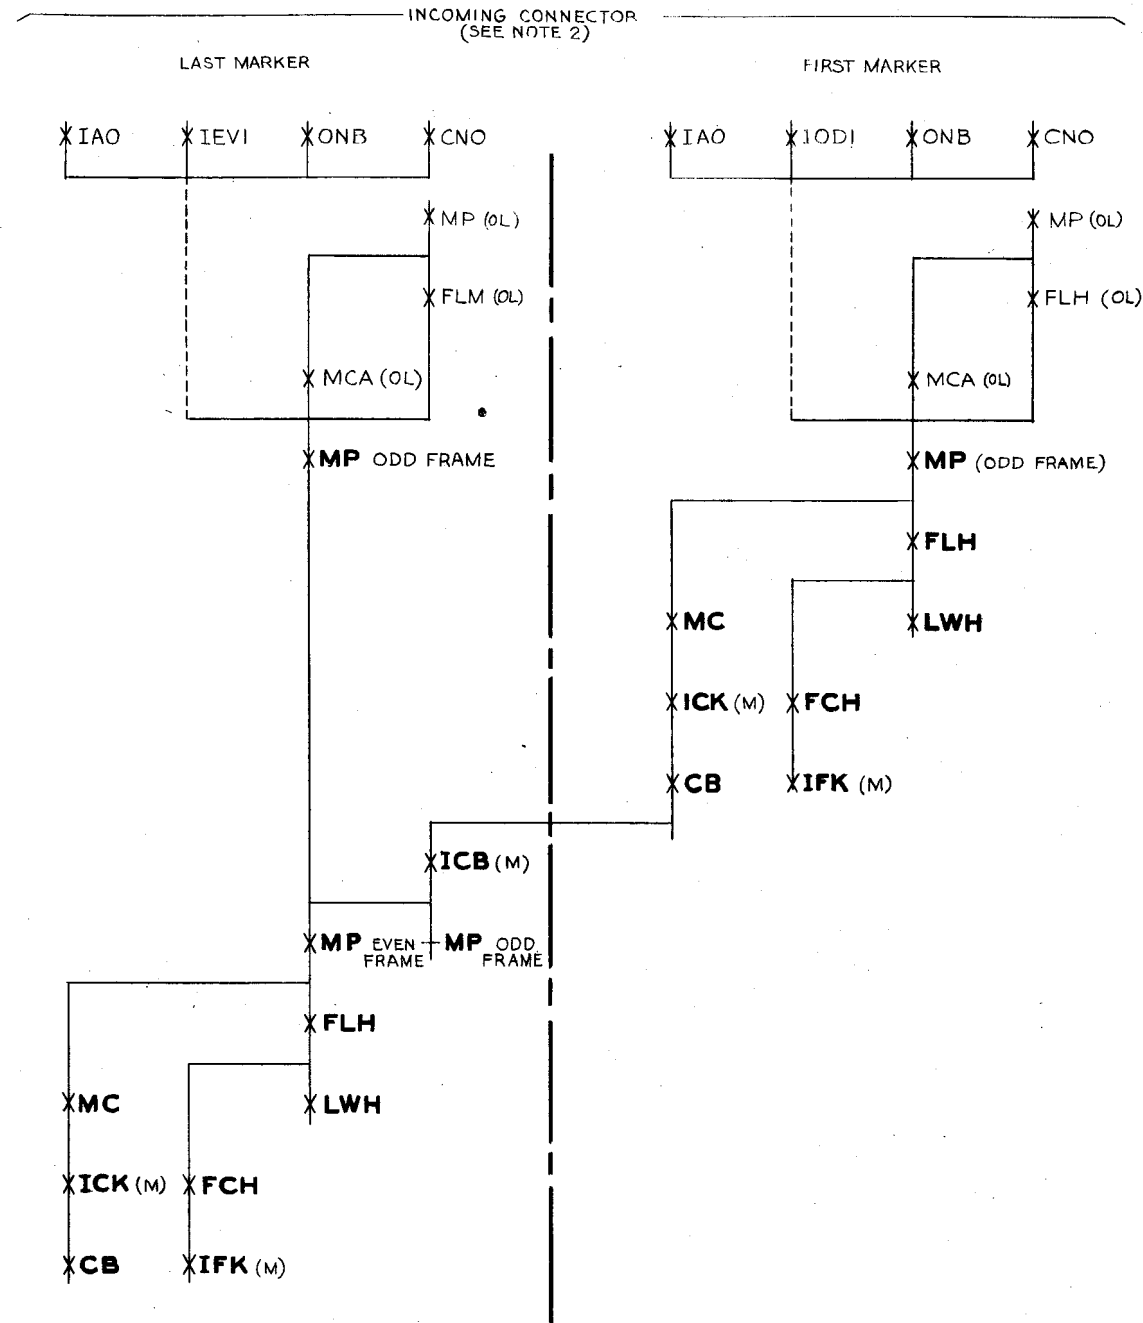 INCOMING CONNECTOR
(SEE NOTE 2)
LAST MARKER
FIRST MARKER
IAO IEVI ONB CNO
IAO IODI ONB CNO
MP (OL)
MP (OL)
FLM (OL)
FLH (OL)
MCA (OL)
MCA (OL)
MP ODD FRAME
MP (ODD FRAME)
FLH
MC
LWH
ICK (M)
FCH
CB
IFK (M)
ICB (M)
MP EVEN FRAME
MP ODD FRAME
FLH
MC
LWH
ICK (M)
FCH
CB
IFK (M)